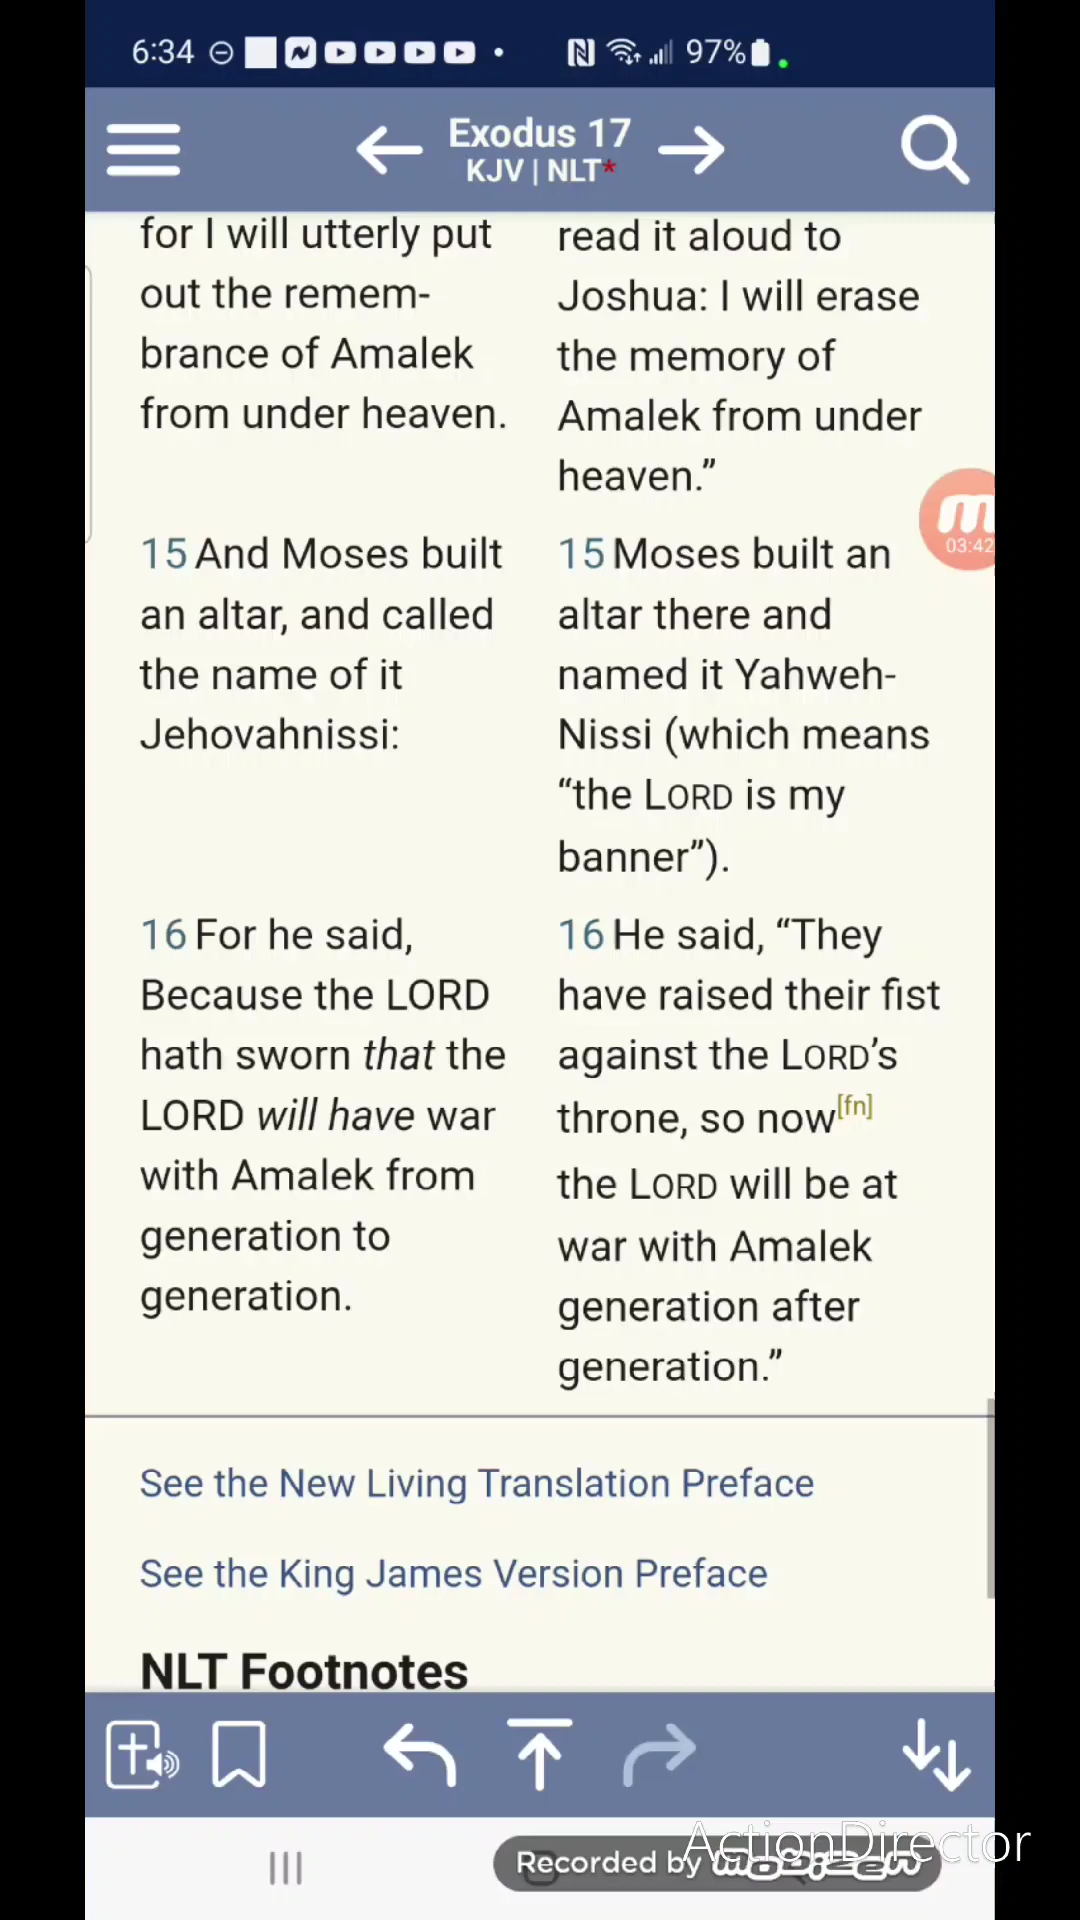 6:34
97%
Exodus 17
KJV | NLT*
for I will utterly put
out the remem-
brance of Amalek
from under heaven.
read it aloud to
Joshua: I will erase
the memory of
Amalek from under
heaven.”
03:42
15 And Moses built
an altar, and called
the name of it
Jehovahnissi:
15 Moses built an
altar there and
named it Yahweh-
Nissi (which means
“the LORD is my
banner”).
16 For he said,
Because the LORD
hath sworn that the
LORD will have war
with Amalek from
generation to
generation.
16 He said, “They
have raised their fist
against the LORD’s
throne, so now[fn]
the LORD will be at
war with Amalek
generation after
generation.”
See the New Living Translation Preface
See the King James Version Preface
NLT Footnotes
ActionDirector
Recorded by mobizen